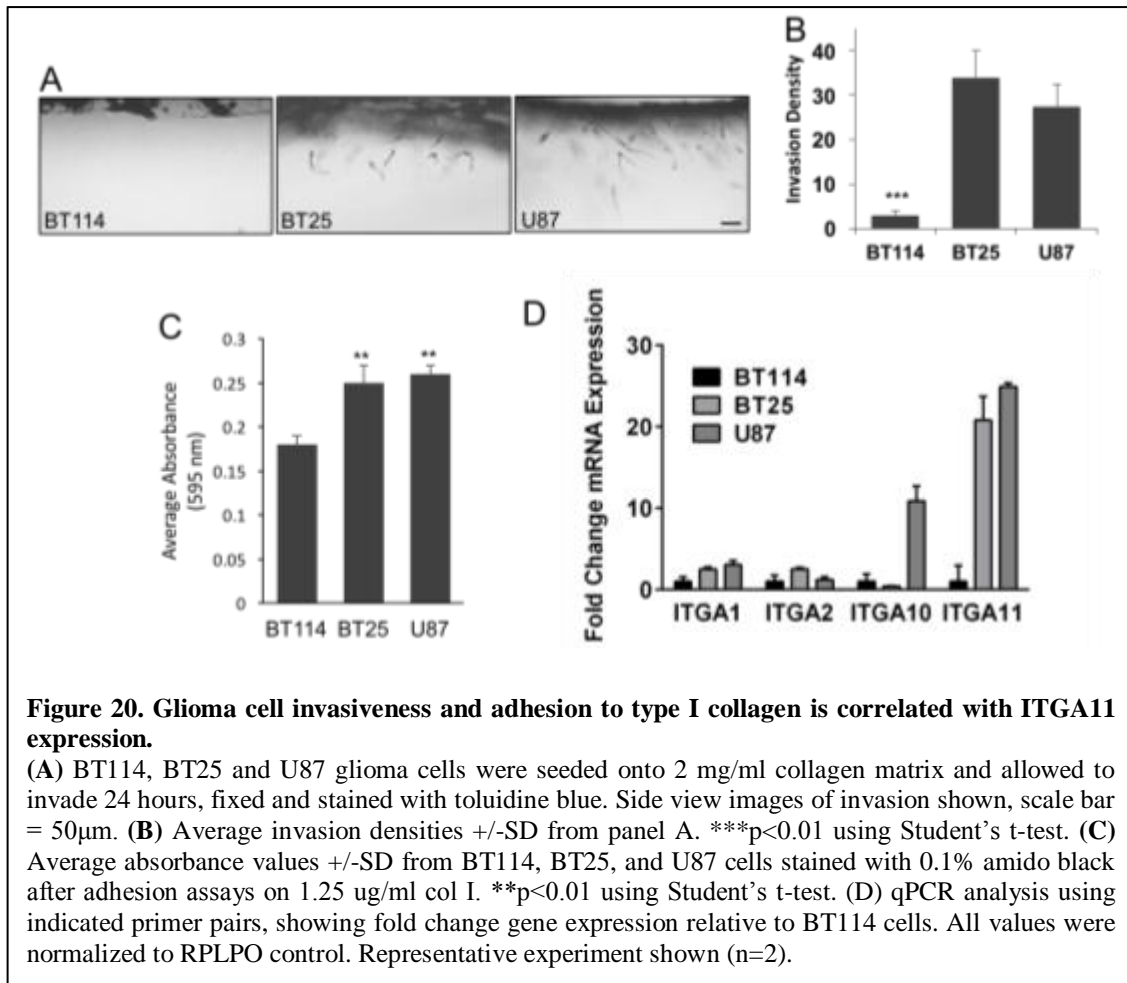 A
BT114
BT25
U87
B
Invasion Density
40
30
20
10
0
***
BT114 BT25 U87
C
Average Absorbance
(595 nm)
0.3
0.25
0.2
0.15
0.1
0.05
0
** **
BT114 BT25 U87
D
Fold Change mRNA Expression
30
20
10
0
BT114
BT25
U87
ITGA1 ITGA2 ITGA10 ITGA11
Figure 20. Glioma cell invasiveness and adhesion to type I collagen is correlated with ITGA11
expression.
(A) BT114, BT25 and U87 glioma cells were seeded onto 2 mg/ml collagen matrix and allowed to
invade 24 hours, fixed and stained with toluidine blue. Side view images of invasion shown, scale bar
= 50μm. (B) Average invasion densities +/-SD from panel A. ***p<0.01 using Student's t-test. (C)
Average absorbance values +/-SD from BT114, BT25, and U87 cells stained with 0.1% amido black
after adhesion assays on 1.25 ug/ml col I. **p<0.01 using Student's t-test. (D) qPCR analysis using
indicated primer pairs, showing fold change gene expression relative to BT114 cells. All values were
normalized to RPLPO control. Representative experiment shown (n=2).